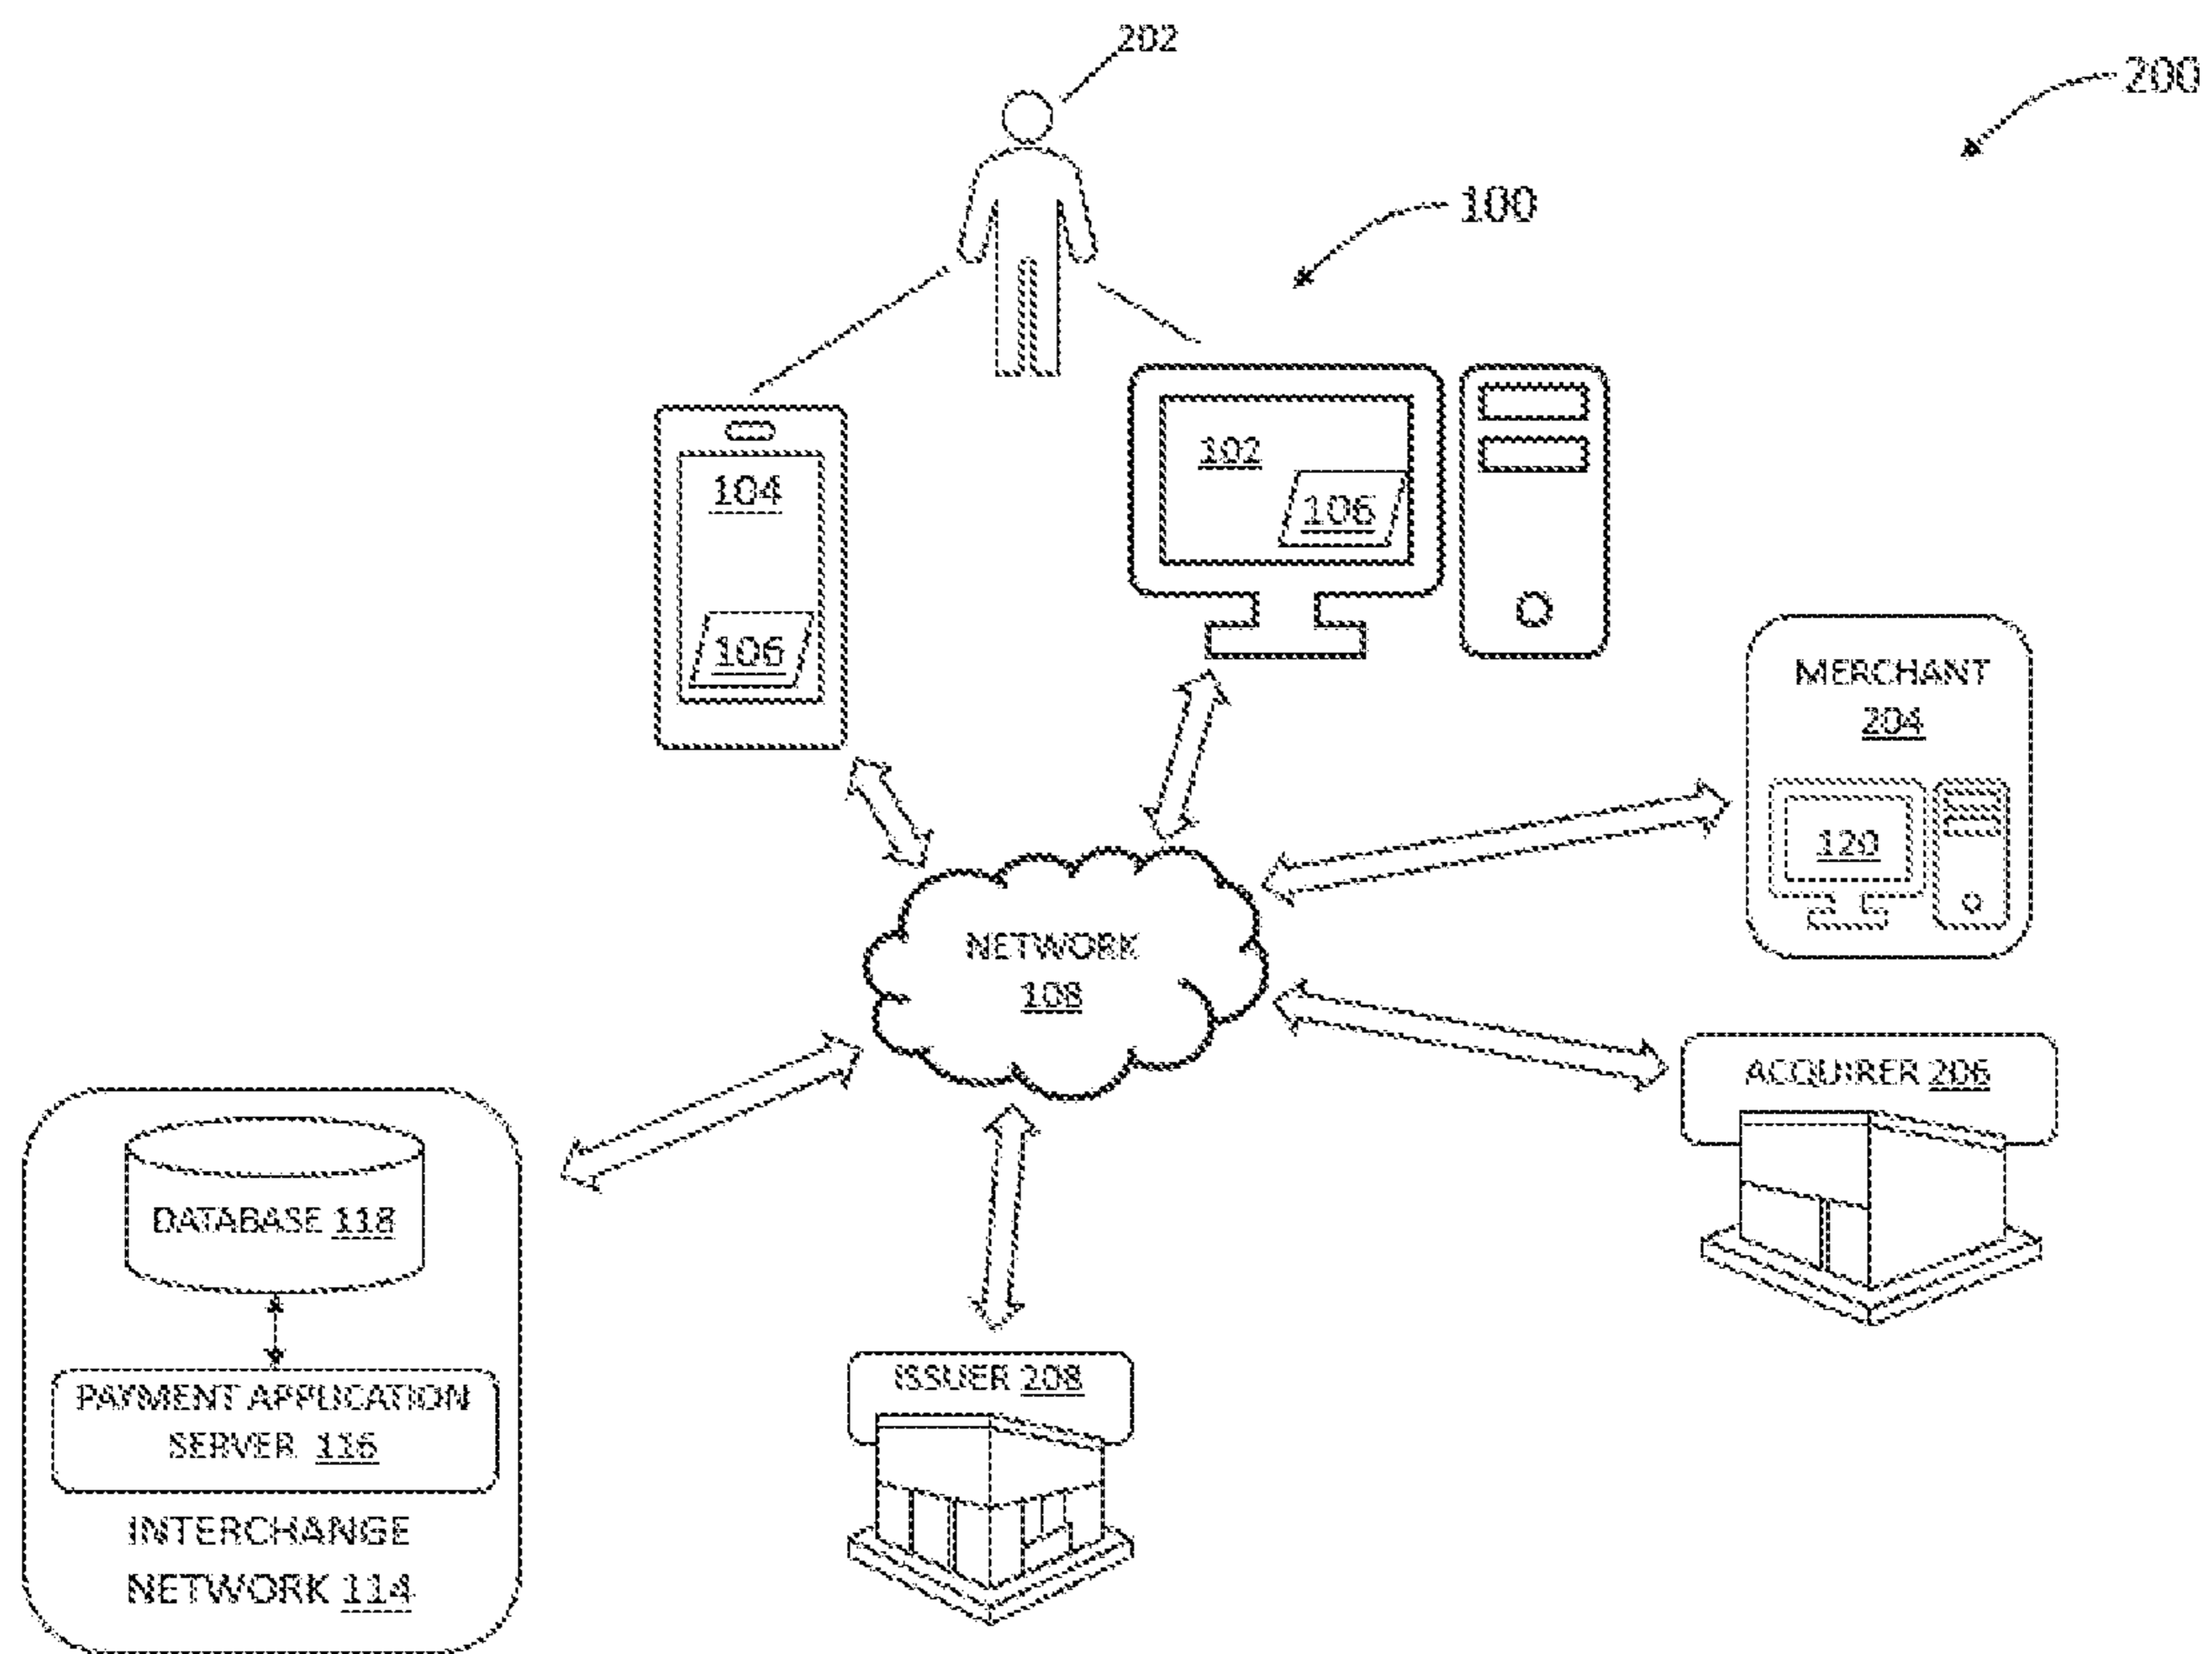 202
200
100
102
106
104
106
MERCHANT
204
120
NETWORK
108
ACQUIRER 206
DATABASE 118
PAYMENT APPLICATION
SERVER 116
INTERCHANGE
NETWORK 114
ISSUER 208